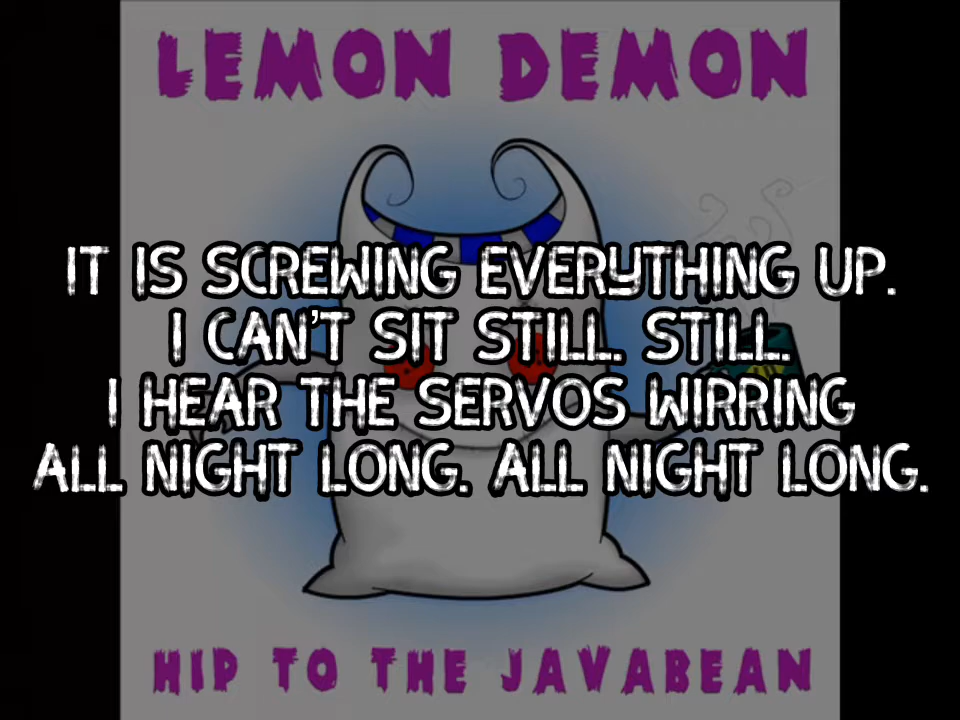 LEMON DEMON
IT IS SCREWING EVERYTHING UP.
I CAN'T SIT STILL. STILL.
I HEAR THE SERVOS WIRRING
ALL NIGHT LONG. ALL NIGHT LONG.
HIP TO THE JAVABEAN